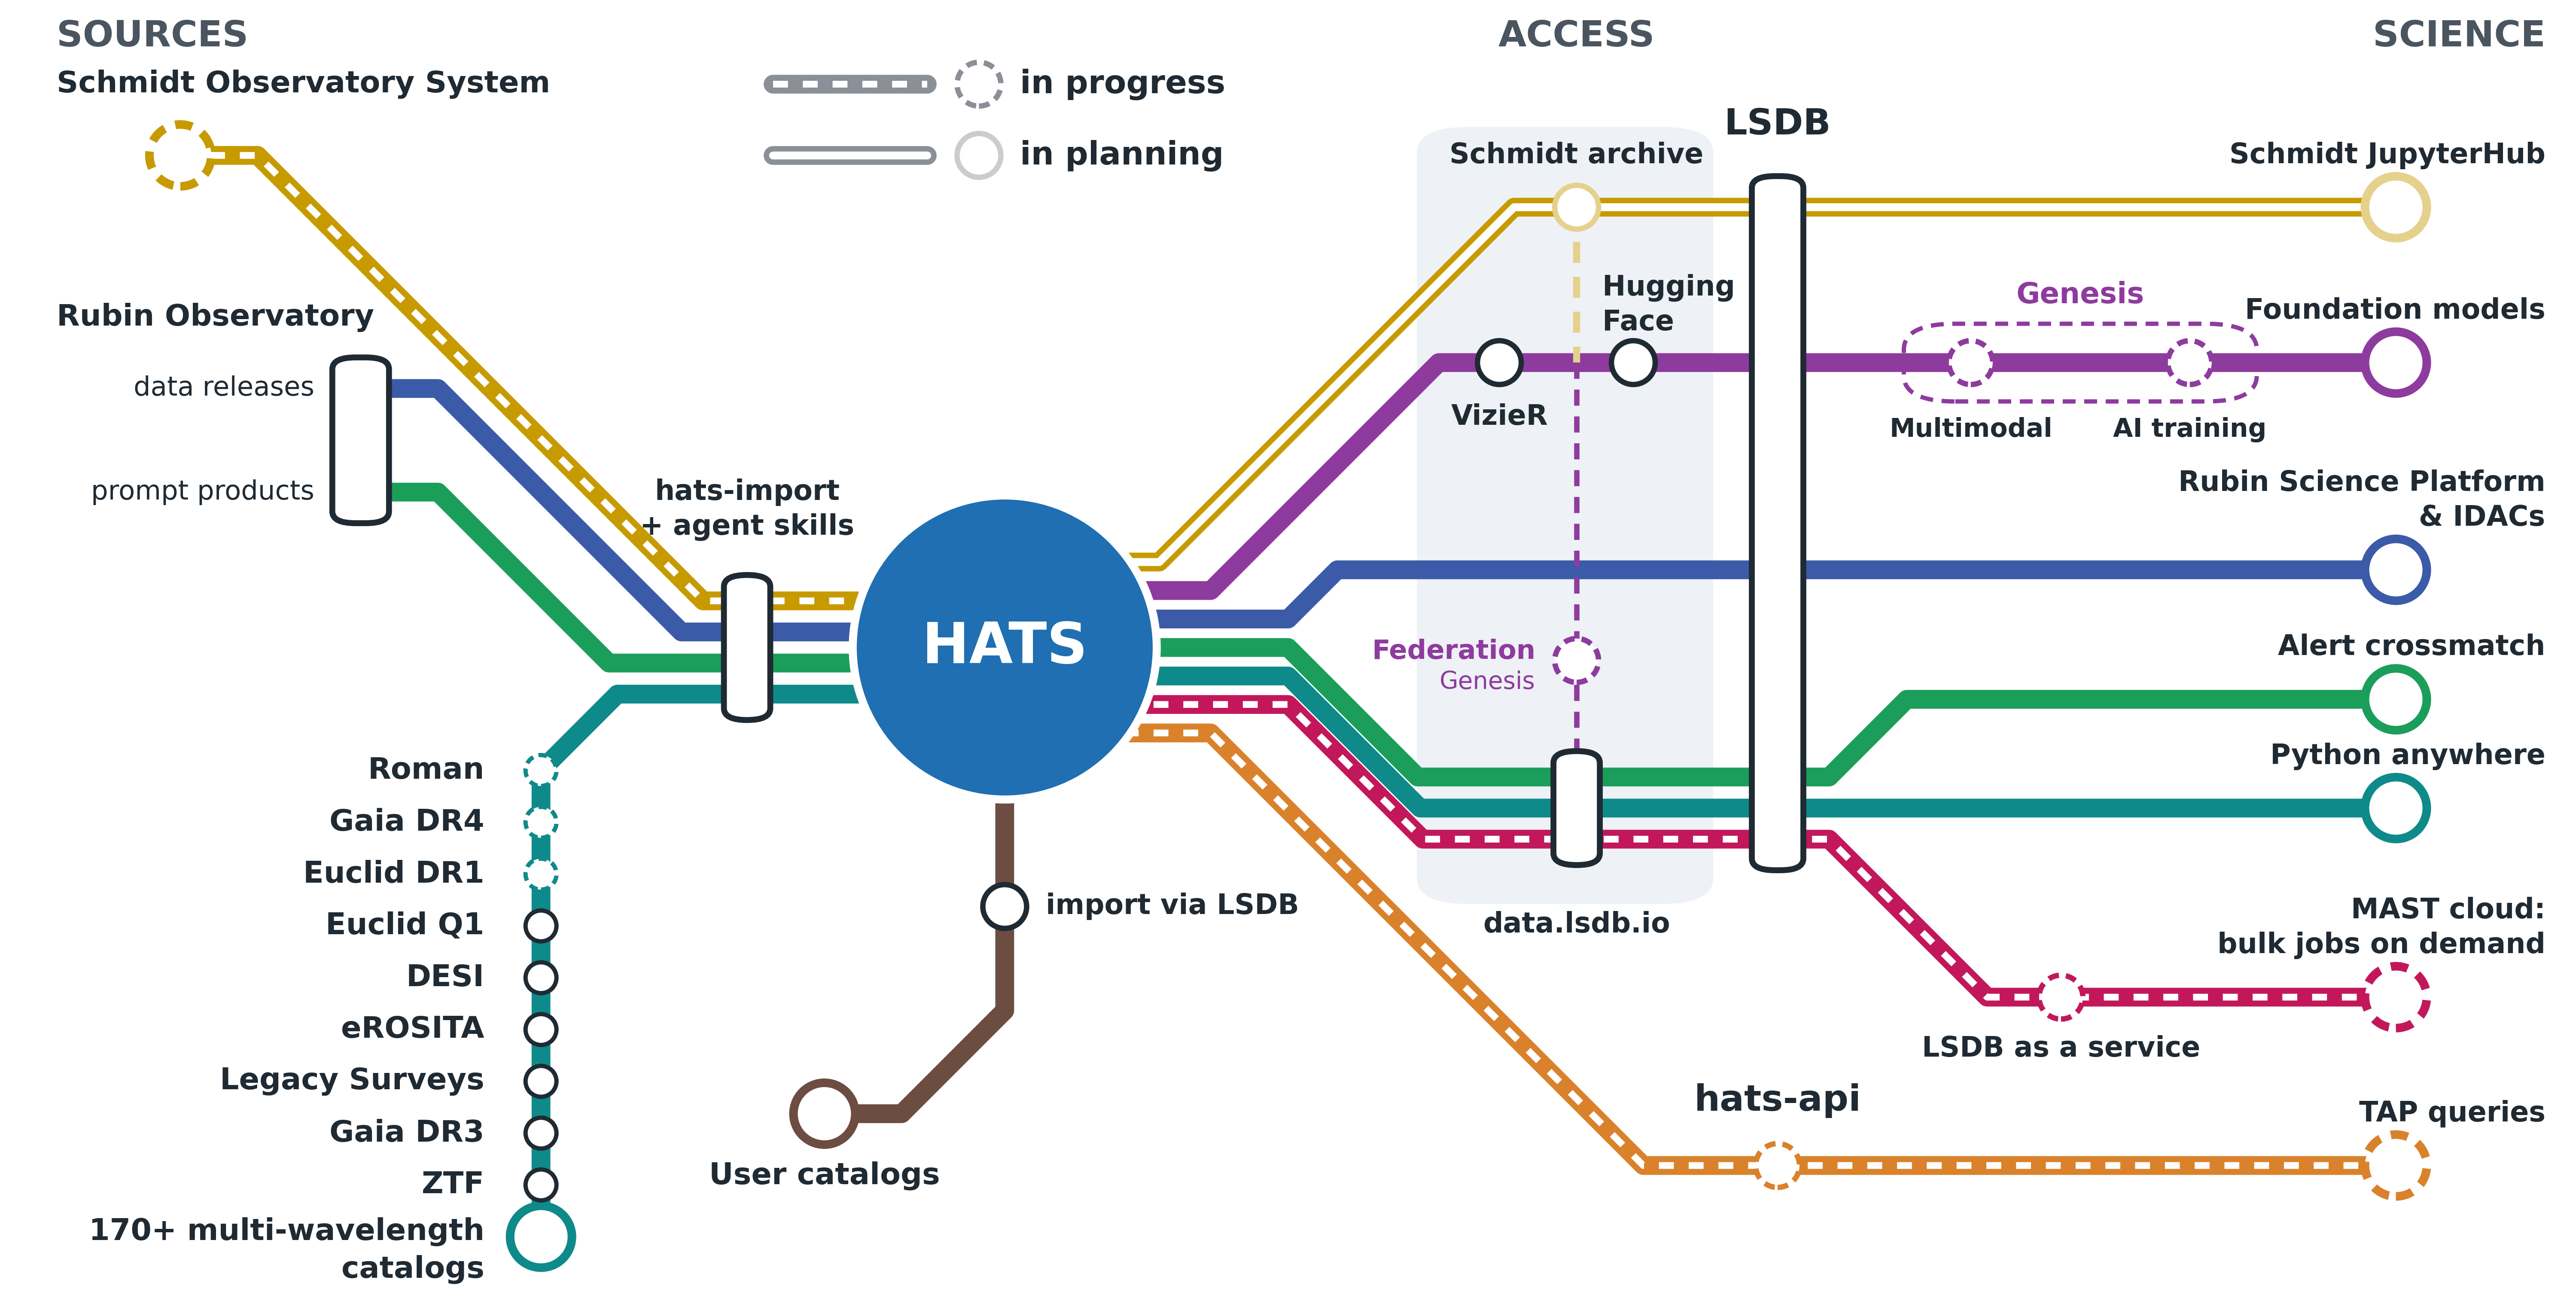 SOURCES
ACCESS
SCIENCE
Schmidt Observatory System
in progress
in planning
LSDB
Schmidt archive
Schmidt JupyterHub
Hugging
Face
Genesis
Foundation models
Rubin Observatory
data releases
VizieR
Multimodal
AI training
prompt products
hats-import
+ agent skills
Rubin Science Platform
& IDACs
HATS
Federation
Genesis
Alert crossmatch
Python anywhere
Roman
Gaia DR4
Euclid DR1
Euclid Q1
DESI
eROSITA
Legacy Surveys
Gaia DR3
ZTF
170+ multi-wavelength
catalogs
import via LSDB
User catalogs
data.lsdb.io
MAST cloud:
bulk jobs on demand
LSDB as a service
hats-api
TAP queries